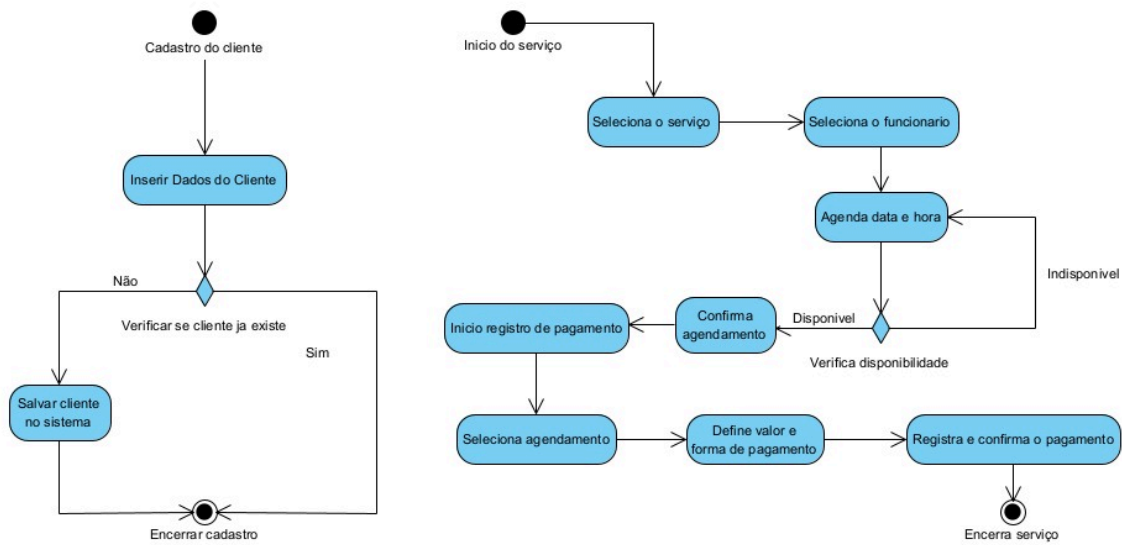 Cadastro do cliente
Inserir Dados do Cliente
Não
Verificar se cliente ja existe
Sim
Salvar cliente
no sistema
Encerrar cadastro
Inicio do serviço
Seleciona o serviço
Seleciona o funcionario
Agenda data e hora
Indisponivel
Disponivel
Verifica disponibilidade
Confirma
agendamento
Inicio registro de pagamento
Seleciona agendamento
Define valor e
forma de pagamento
Registra e confirma o pagamento
Encerra serviço